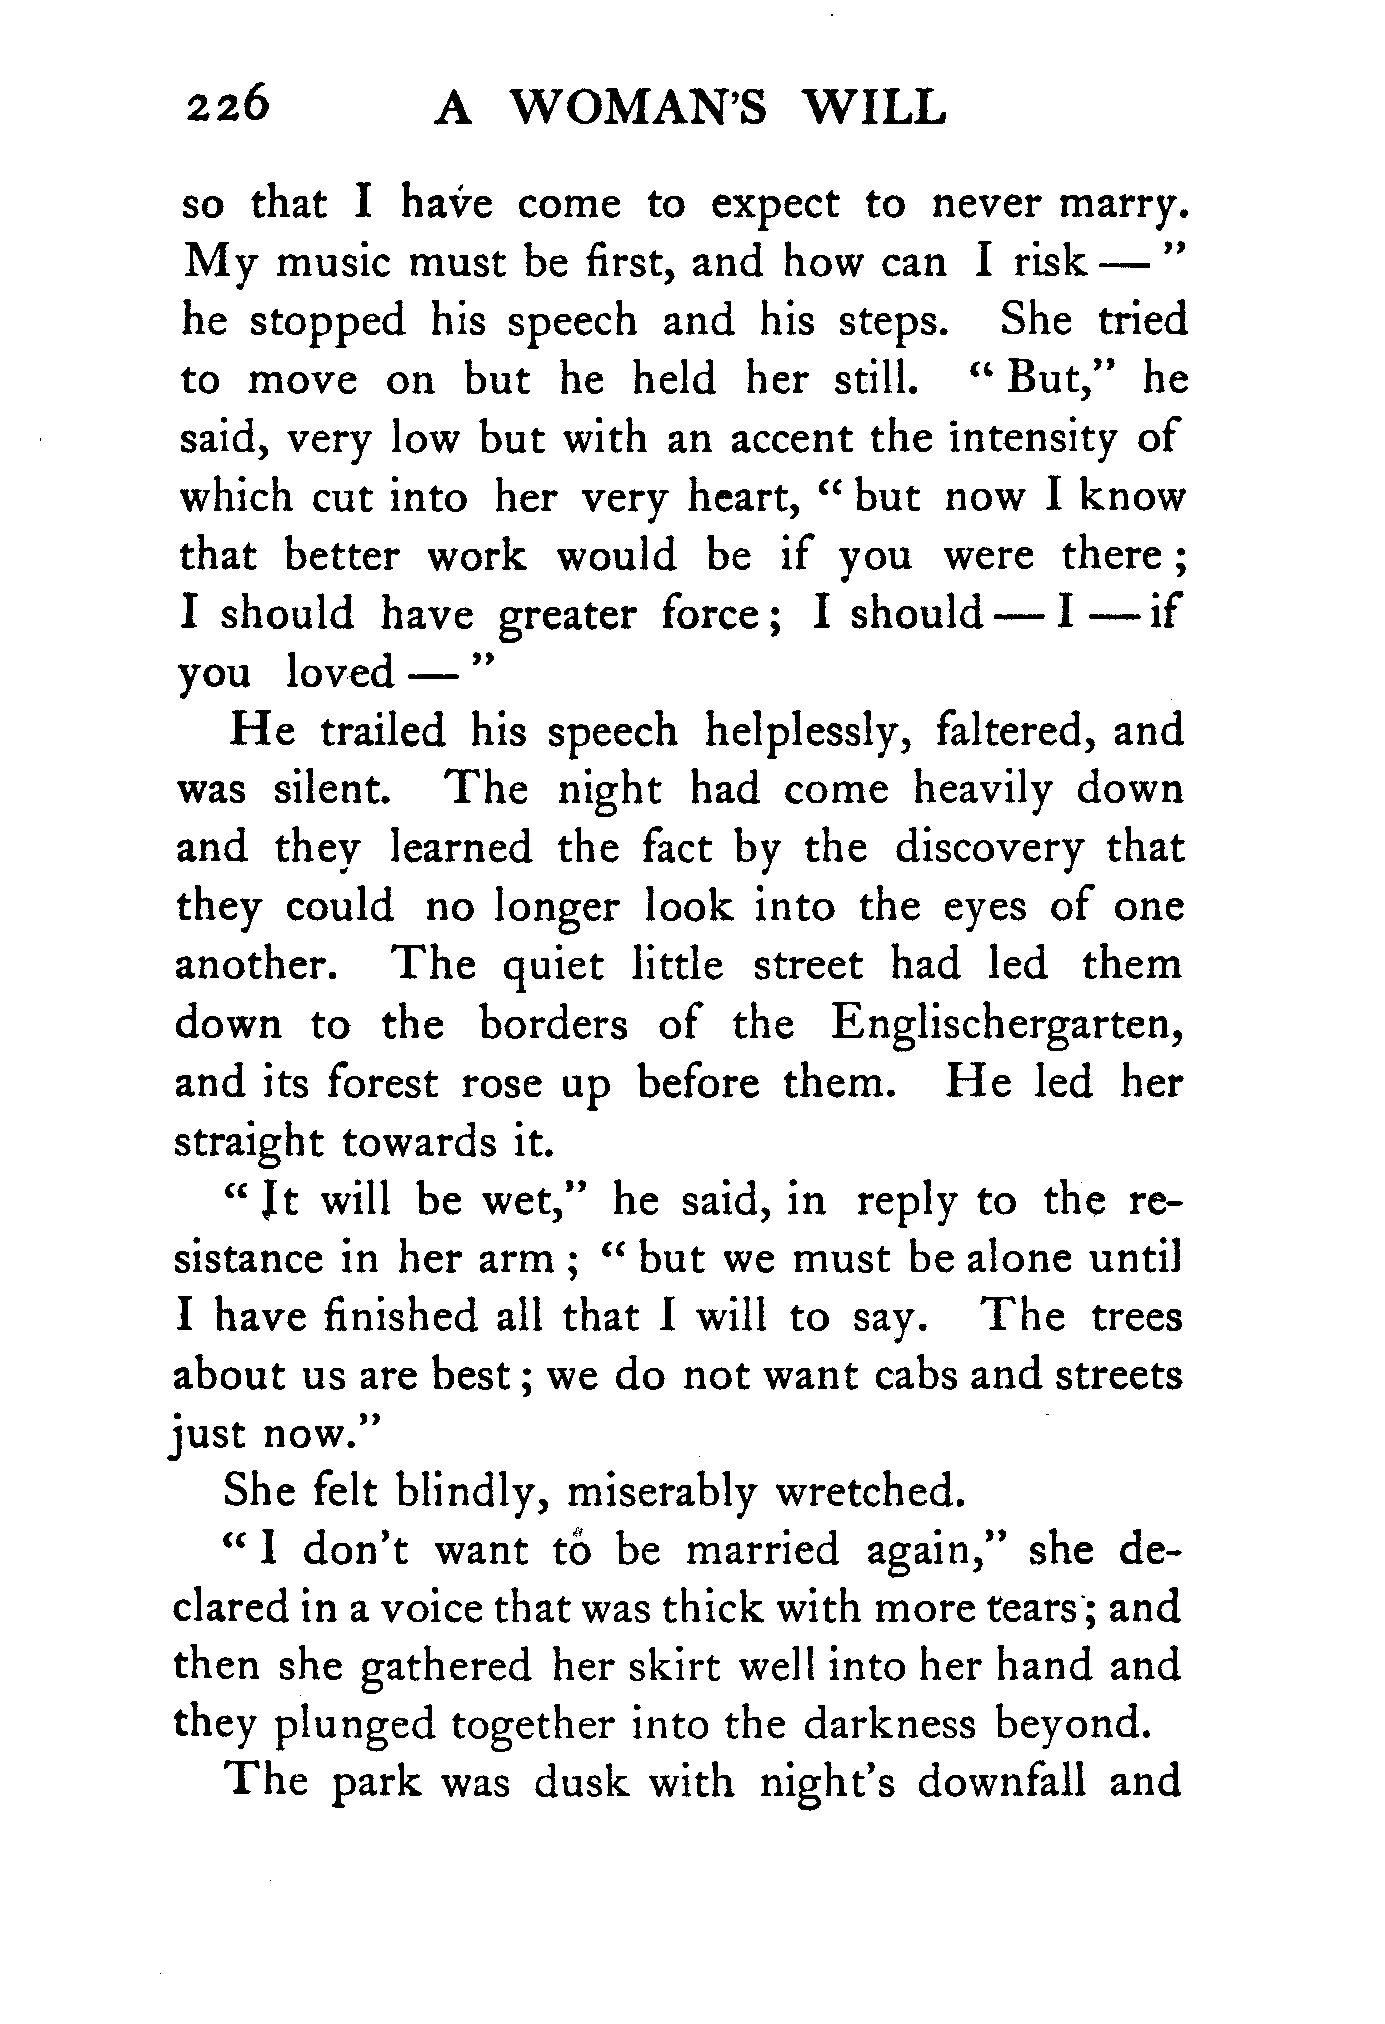 226 A WOMAN'S WILL
so that I have come to expect to never marry.
My music must be first, and how can I risk — "
he stopped his speech and his steps. She tried
to move on but he held her still. " But," he
said, very low but with an accent the intensity of
which cut into her very heart, " but now I know
that better work would be if you were there ;
I should have greater force ; I should — I — if
you loved — "
He trailed his speech helplessly, faltered, and
was silent. The night had come heavily down
and they learned the fact by the discovery that
they could no longer look into the eyes of one
another. The quiet little street had led them
down to the borders of the Englischergarten,
and its forest rose up before them. He led her
straight towards it.
" It will be wet," he said, in reply to the re-
sistance in her arm ; " but we must be alone until
I have finished all that I will to say. The trees
about us are best ; we do not want cabs and streets
just now."
She felt blindly, miserably wretched.
" I don't want to be married again," she de-
clared in a voice that was thick with more tears ; and
then she gathered her skirt well into her hand and
they plunged together into the darkness beyond.
The park was dusk with night's downfall and